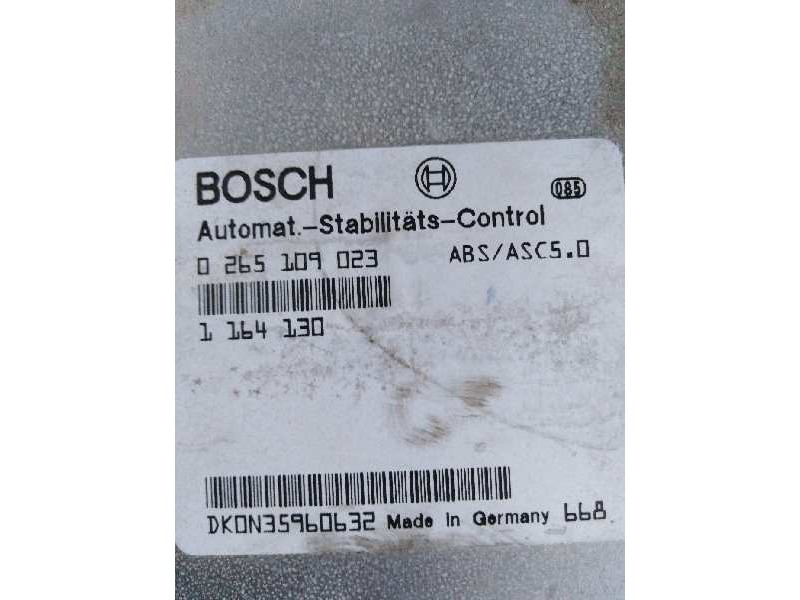 BOSCH
085
Automat.-Stabilitäts-Control
0 265 109 023 ABS/ASC5.0
1 164 130
DK0N35960632 Made in Germany 668